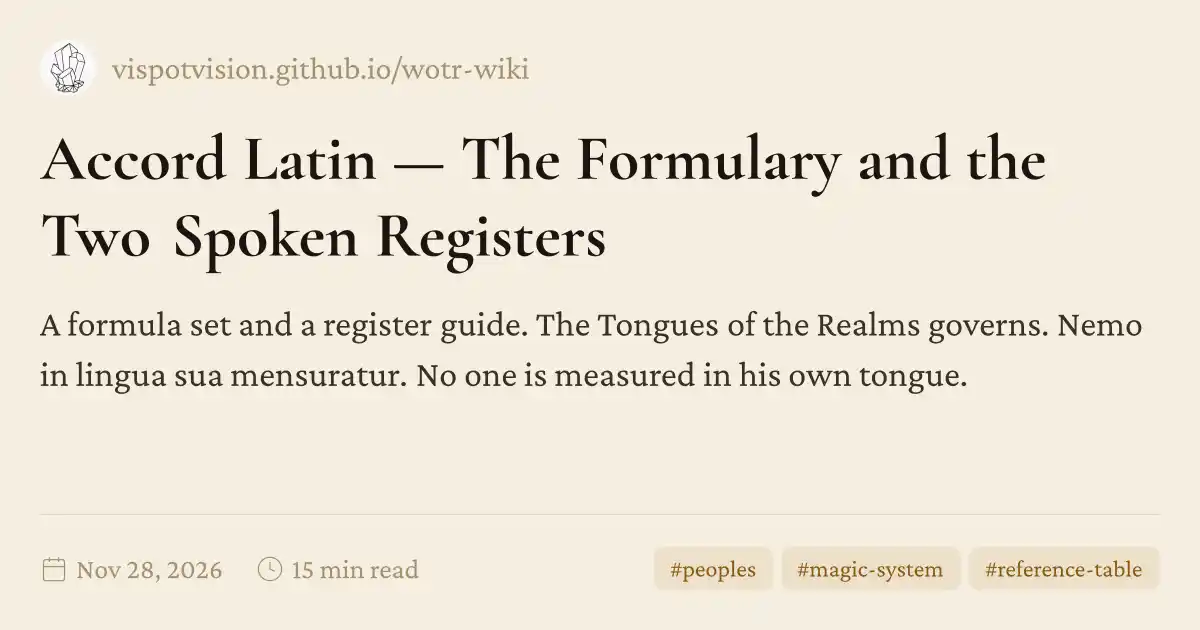 vispotvision.github.io/wotr-wiki
Accord Latin — The Formulary and the
Two Spoken Registers
A formula set and a register guide. The Tongues of the Realms governs. Nemo
in lingua sua mensuratur. No one is measured in his own tongue.
Nov 28, 2026 15 min read #peoples #magic-system #reference-table